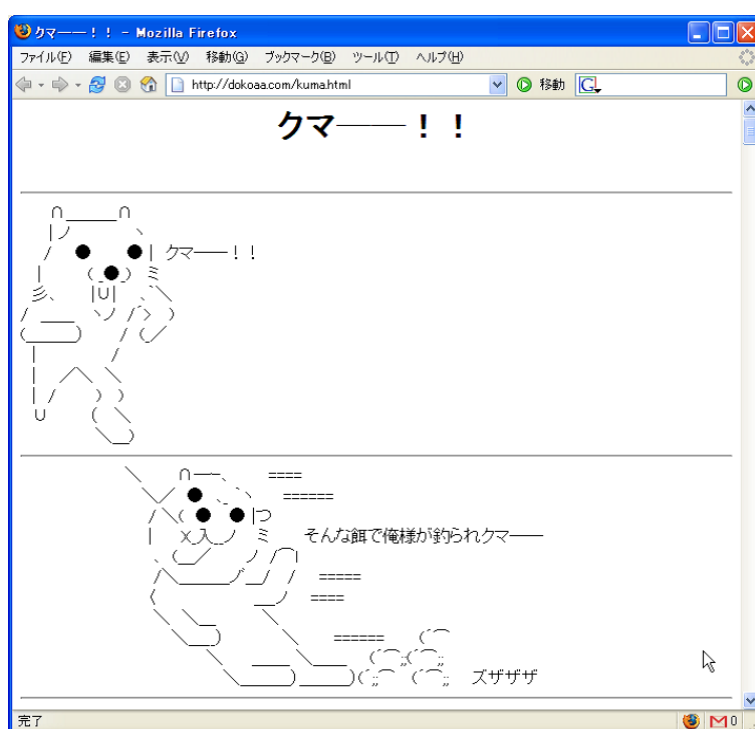 クマ――！！ - Mozilla Firefox
ファイル(F) 編集(E) 表示(V) 移動(G) ブックマーク(B) ツール(T) ヘルプ(H)
http://dokoaa.com/kuma.html 移動
クマ――！！
クマ――！！
そんな餌で俺様が釣られクマ――
ズザザザ
完了 0